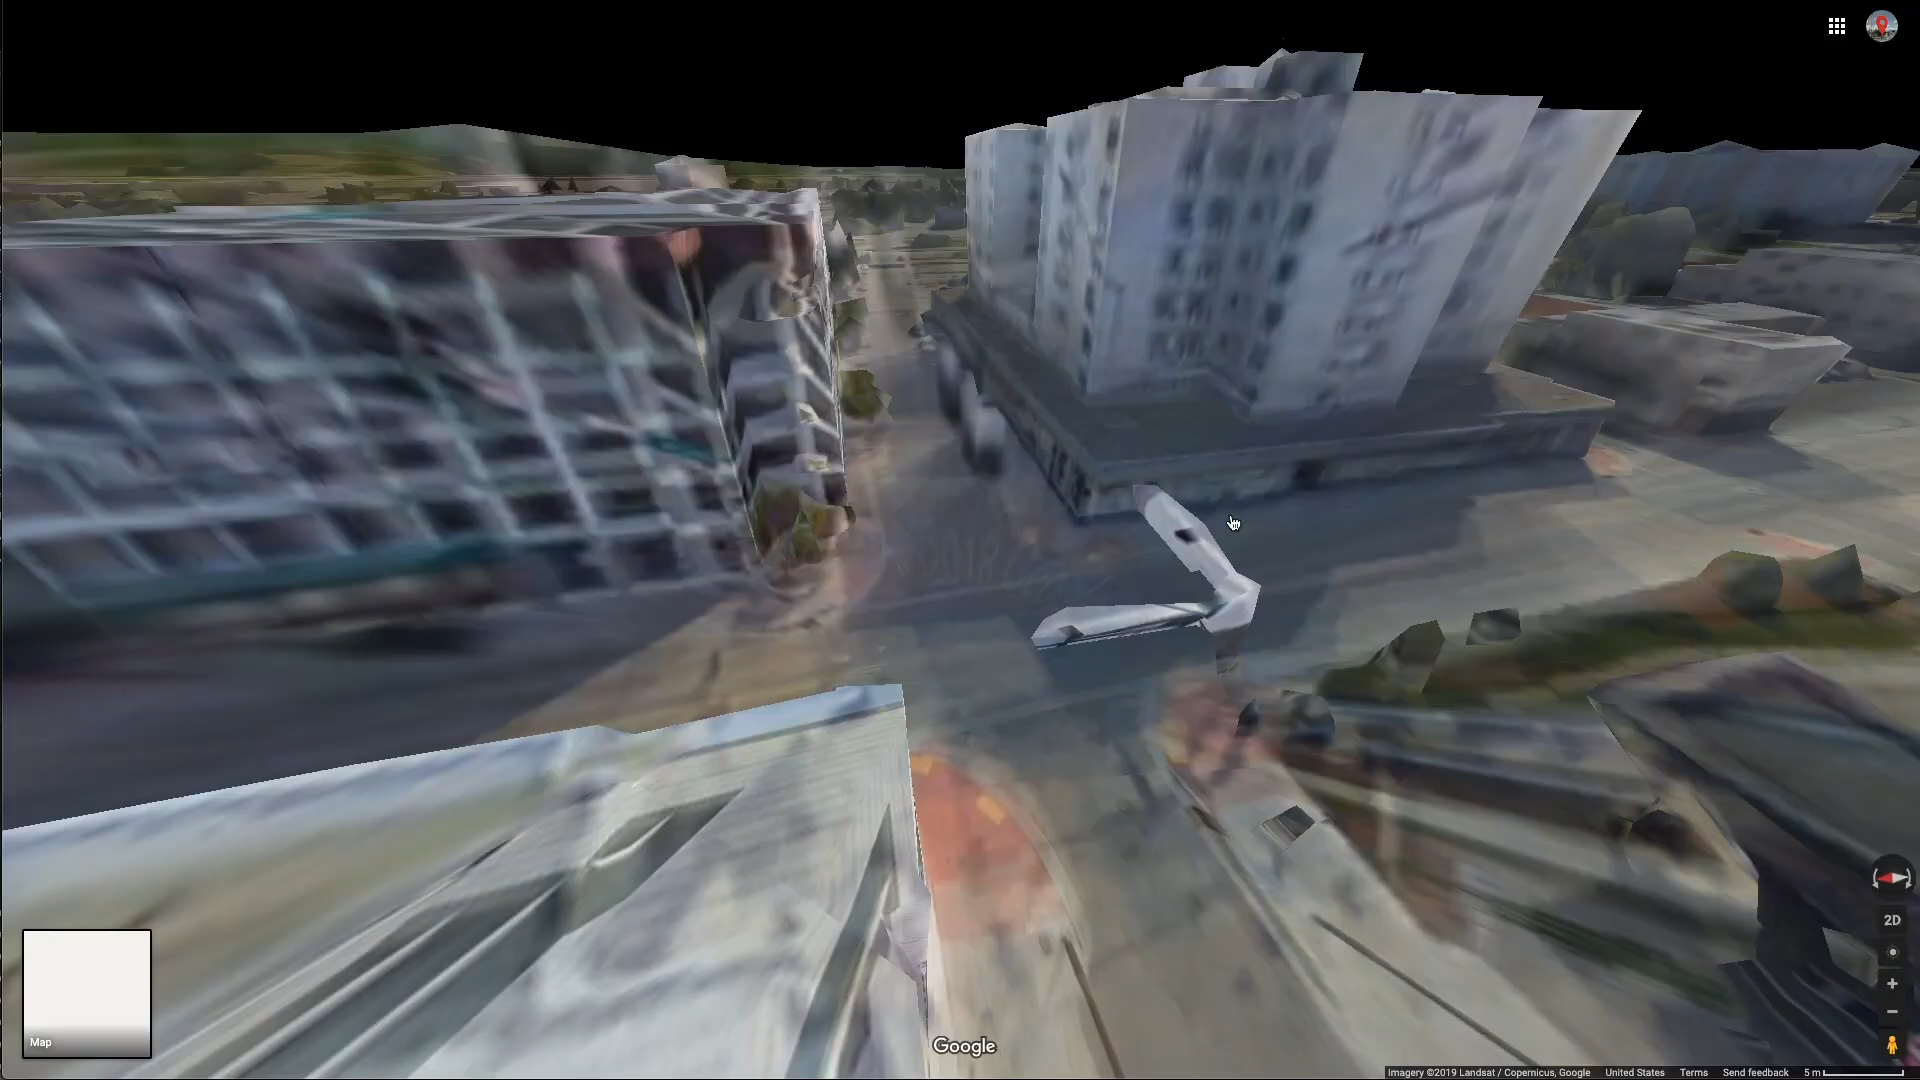 2D
Map
Google
Imagery ©2019 Landsat / Copernicus, Google United States Terms Send feedback 5 m